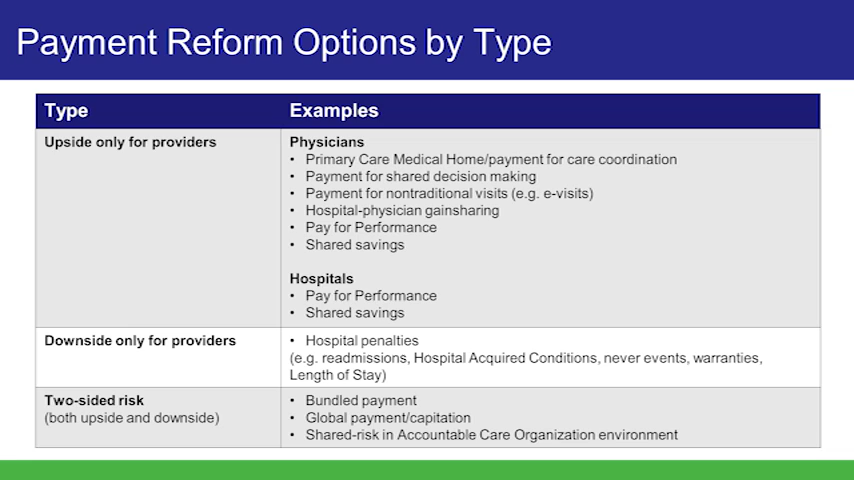 Payment Reform Options by Type
Type
Examples
Upside only for providers
Physicians
• Primary Care Medical Home/payment for care coordination
• Payment for shared decision making
• Payment for nontraditional visits (e.g. e-visits)
• Hospital-physician gainsharing
• Pay for Performance
• Shared savings
Hospitals
• Pay for Performance
• Shared savings
Downside only for providers
• Hospital penalties
(e.g. readmissions, Hospital Acquired Conditions, never events, warranties,
Length of Stay)
Two-sided risk
(both upside and downside)
• Bundled payment
• Global payment/capitation
• Shared-risk in Accountable Care Organization environment